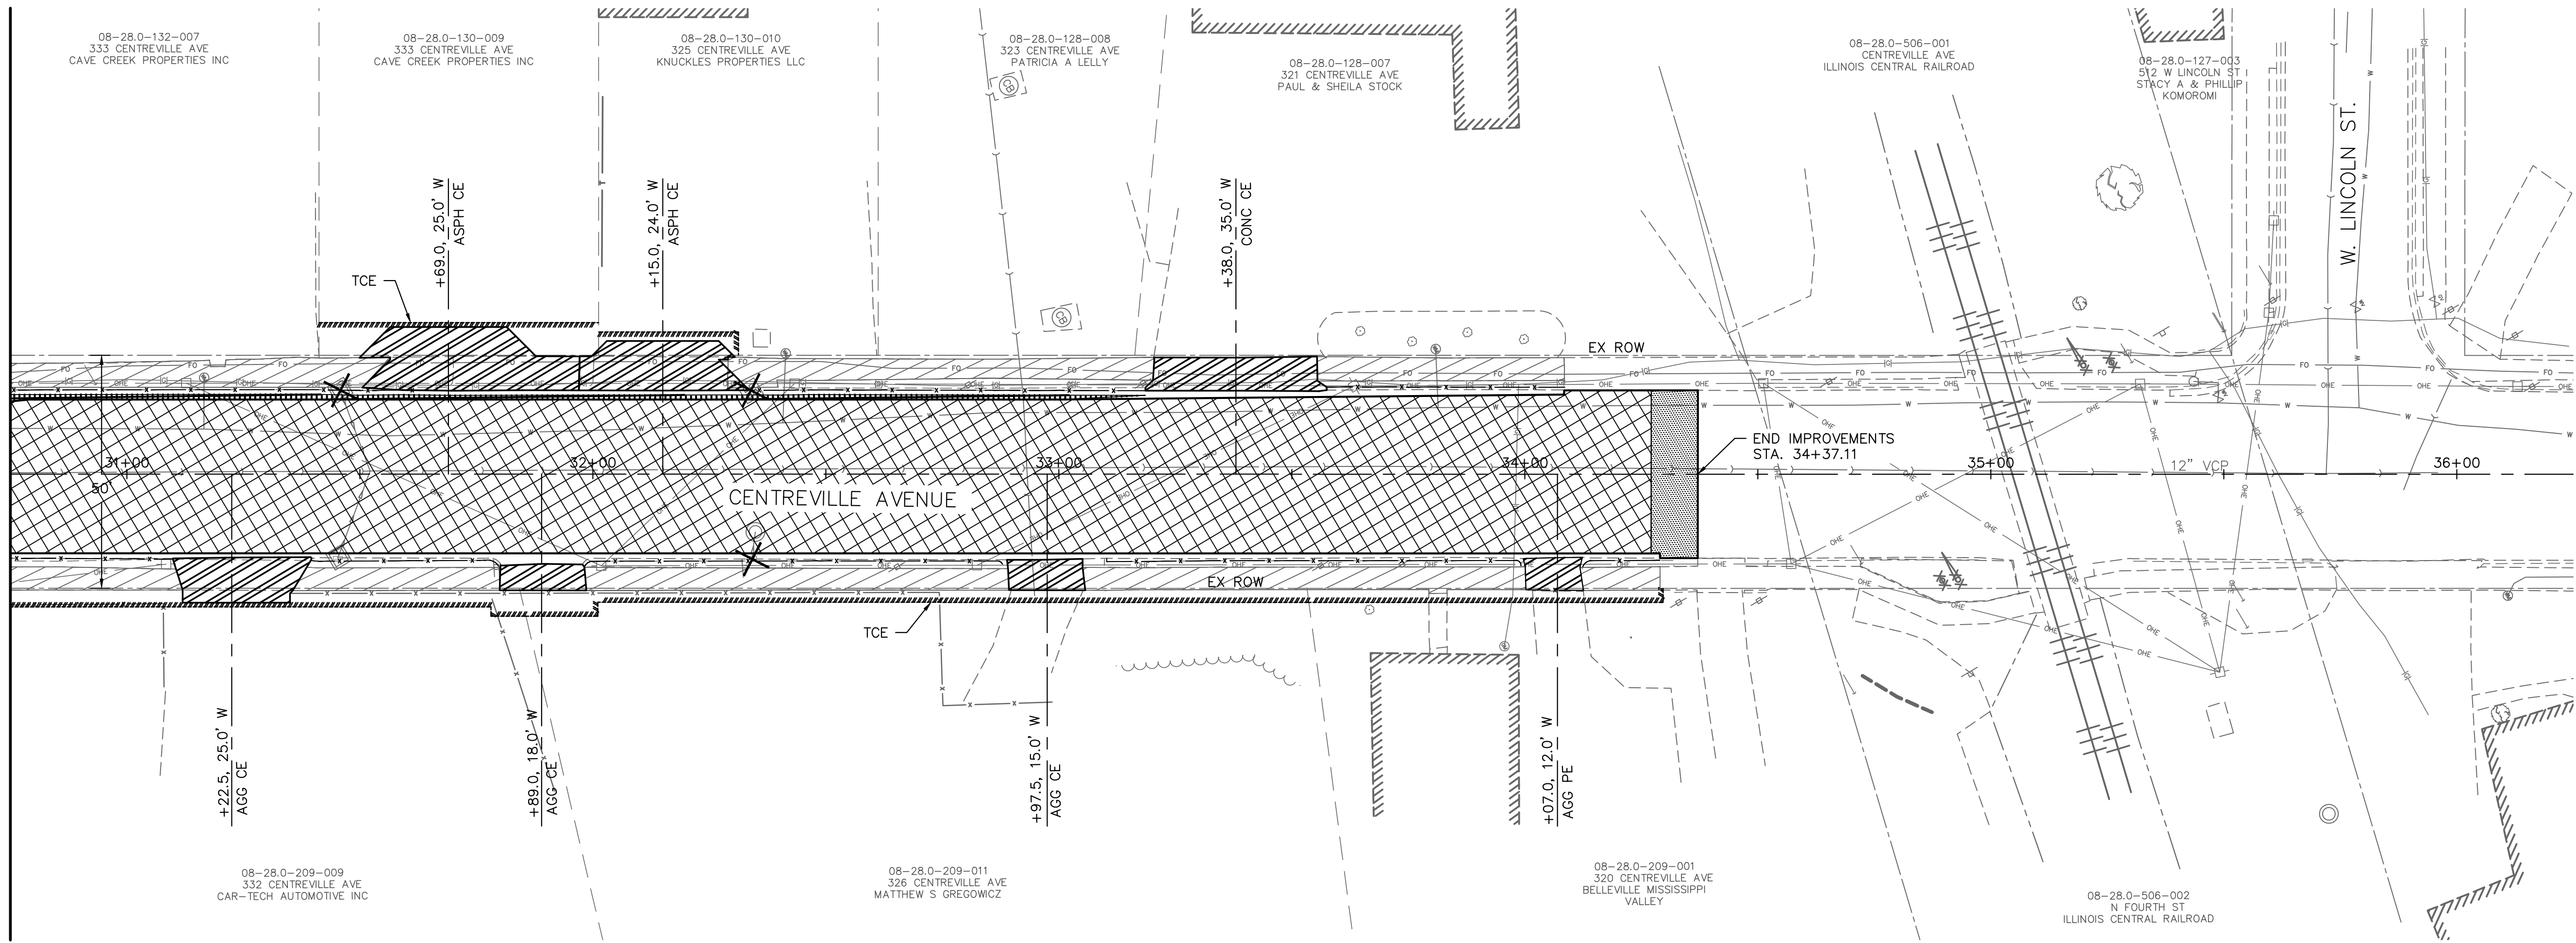 08-28.0-132-007
333 CENTREVILLE AVE
CAVE CREEK PROPERTIES INC
08-28.0-130-009
333 CENTREVILLE AVE
CAVE CREEK PROPERTIES INC
08-28.0-130-010
325 CENTREVILLE AVE
KNUCKLES PROPERTIES LLC
08-28.0-128-008
323 CENTREVILLE AVE
PATRICIA A LELLY
08-28.0-128-007
321 CENTREVILLE AVE
PAUL & SHEILA STOCK
08-28.0-506-001
CENTREVILLE AVE
ILLINOIS CENTRAL RAILROAD
08-28.0-127-003
512 W LINCOLN ST
STACY A & PHILLIP
KOMOROMI
W. LINCOLN ST.
CB
CB
TCE
+69.0, 25.0' W
ASPH CE
+15.0, 24.0' W
ASPH CE
+38.0, 35.0' W
CONC CE
EX ROW
END IMPROVEMENTS
STA. 34+37.11
31+00
32+00
33+00
34+00
35+00
12" VCP
36+00
50'
CENTREVILLE AVENUE
EX ROW
TCE
+22.5, 25.0' W
AGG CE
+89.0, 18.0' W
AGG CE
+97.5, 15.0' W
AGG CE
+07.0, 12.0' W
AGG PE
08-28.0-209-009
332 CENTREVILLE AVE
CAR-TECH AUTOMOTIVE INC
08-28.0-209-011
326 CENTREVILLE AVE
MATTHEW S GREGOWICZ
08-28.0-209-001
320 CENTREVILLE AVE
BELLEVILLE MISSISSIPPI
VALLEY
08-28.0-506-002
N FOURTH ST
ILLINOIS CENTRAL RAILROAD